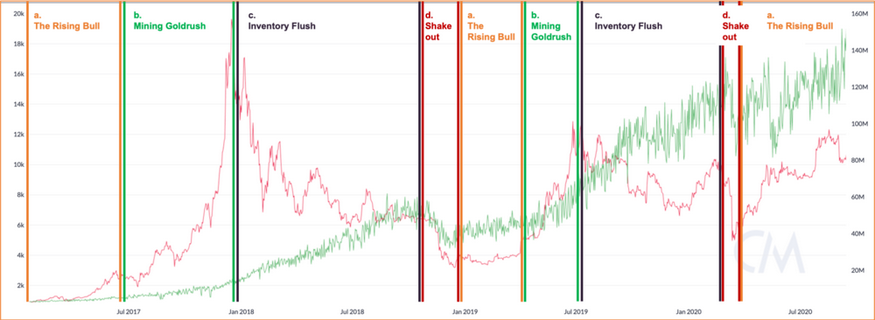 20k
18k
16k
14k
12k
10k
8k
6k
4k
2k
a.
The Rising Bull
b.
Mining Goldrush
c.
Inventory Flush
d.
Shake
out
a.
The
Rising Bull
b.
Mining
Goldrush
c.
Inventory Flush
d.
Shake
out
a.
The Rising Bull
160M
140M
120M
100M
80M
60M
40M
20M
Jul 2017
Jan 2018
Jul 2018
Jan 2019
Jul 2019
Jan 2020
Jul 2020
CM